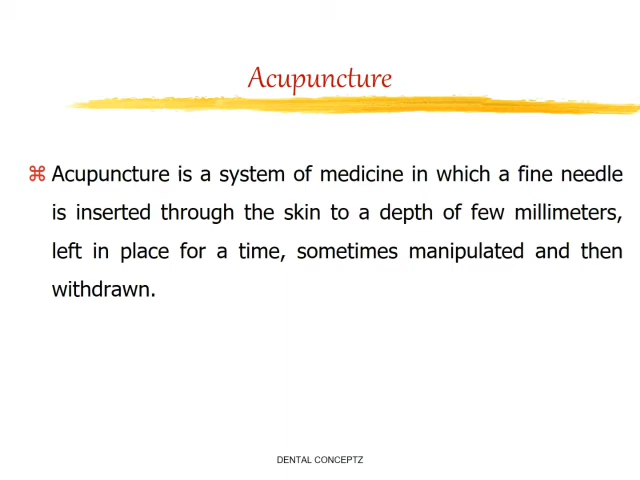 Acupuncture
⌘ Acupuncture is a system of medicine in which a fine needle
is inserted through the skin to a depth of few millimeters,
left in place for a time, sometimes manipulated and then
withdrawn.
DENTAL CONCEPTZ